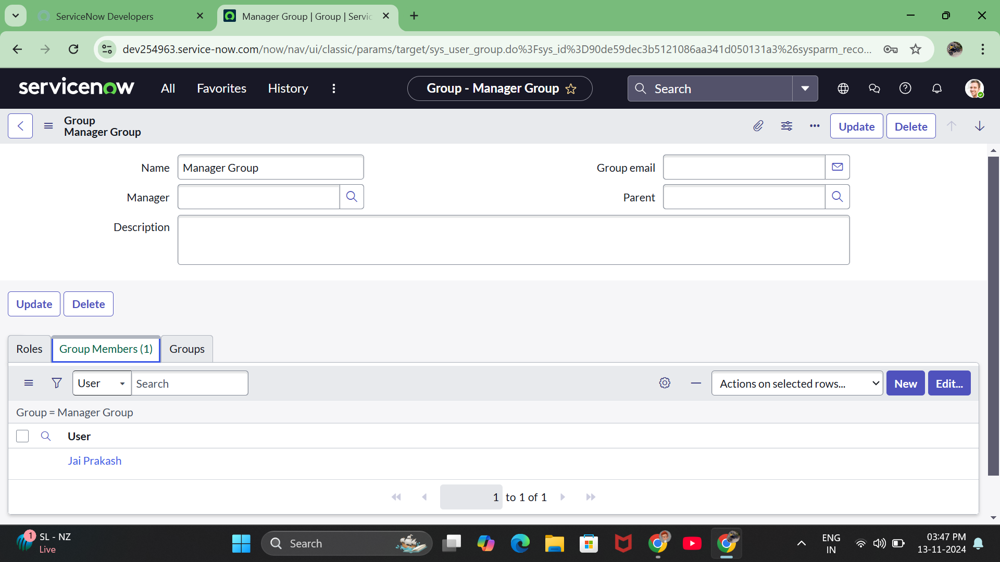 ServiceNow Developers
Manager Group | Group | Servic
dev254963.service-now.com/now/nav/ui/classic/params/target/sys_user_group.do%3Fsys_id%3D90de59dec3b5121086aa341d050131a3%26sysparm_reco...
servicenow All Favorites History Group - Manager Group Search
Group
Manager Group
Update Delete
Name Manager Group Group email
Manager Parent
Description
Update Delete
Roles Group Members (1) Groups
User Search Actions on selected rows... New Edit...
Group = Manager Group
User
Jai Prakash
1 to 1 of 1
1 SL - NZ
Live
Search
ENG
IN
03:47 PM
13-11-2024